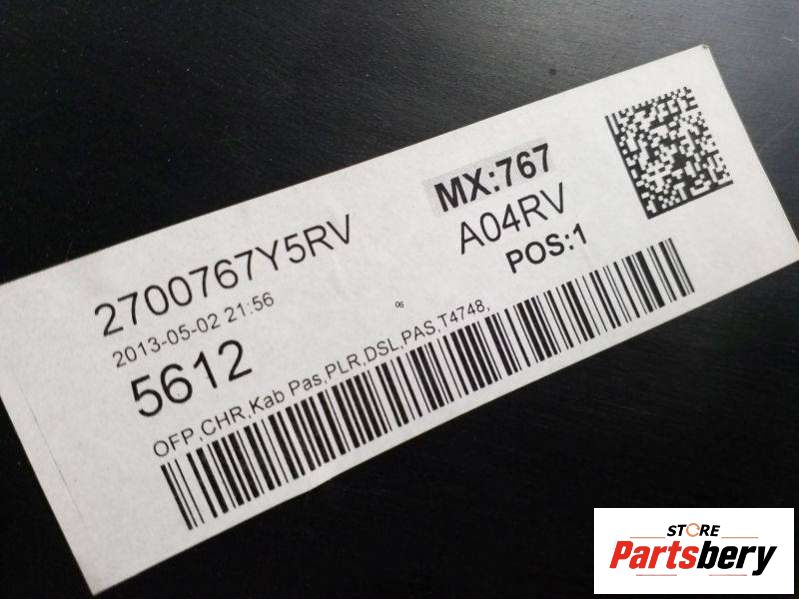 MX:767
A04RV
POS:1
2700767Y5RV
2013-05-02 21:56
5612
90
OFP,CHR,Kab Pas,PLR,DSL,PAS,T4748,
STORE
Partsbery